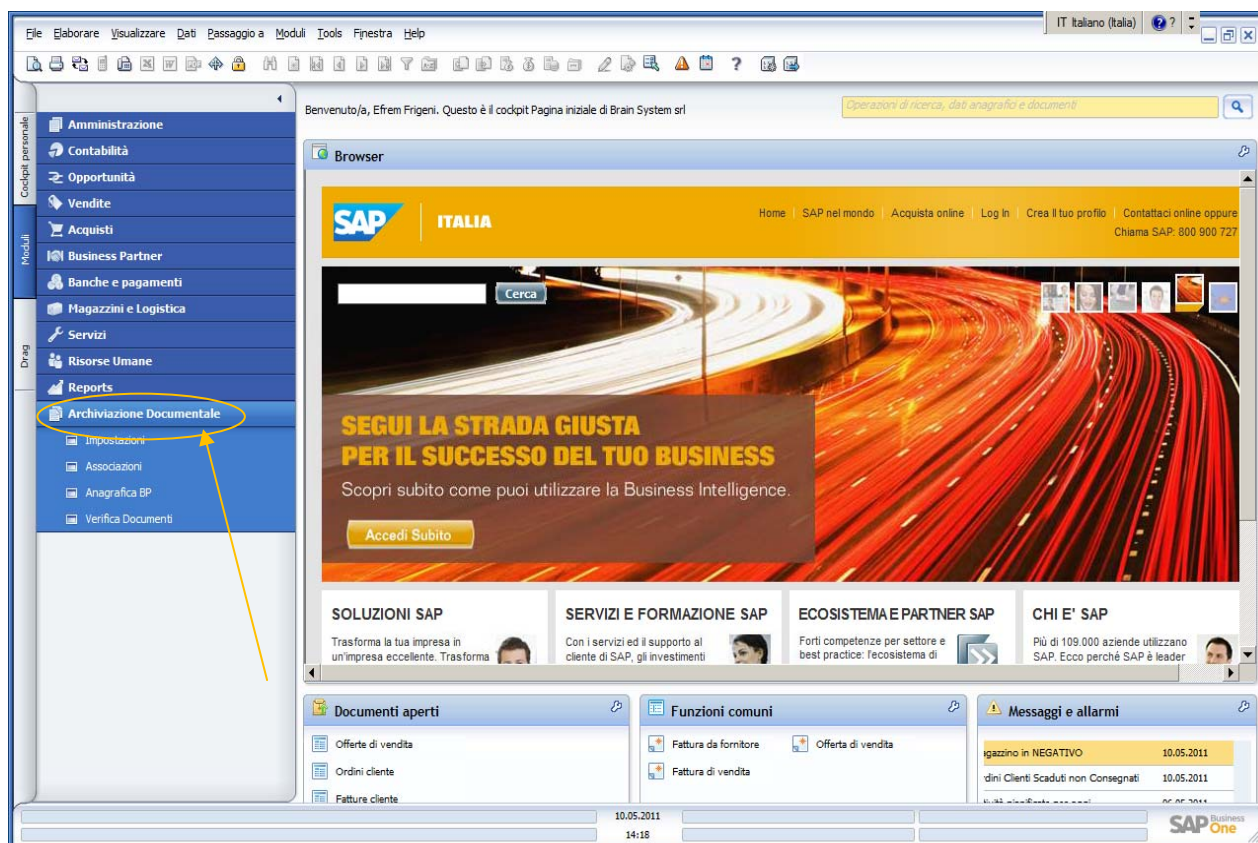 IT Italiano (Italia) ?
File Elaborare Visualizzare Dati Passaggio a Moduli Tools Finestra Help
Benvenuto/a, Efrem Frigeni. Questo è il cockpit Pagina iniziale di Brain System srl
Operazioni di ricerca, dati anagrafici e documenti
Cockpit personale
Moduli
Drag
Amministrazione
Contabilità
Opportunità
Vendite
Acquisti
Business Partner
Banche e pagamenti
Magazzini e Logistica
Servizi
Risorse Umane
Reports
Archiviazione Documentale
Impostazioni
Associazioni
Anagrafica BP
Verifica Documenti
Browser
SAP ITALIA
Home SAP nel mondo Acquista online Log In Crea il tuo profilo Contattaci online oppure
Chiama SAP: 800 900 727
Cerca
SEGUI LA STRADA GIUSTA
PER IL SUCCESSO DEL TUO BUSINESS
Scopri subito come puoi utilizzare la Business Intelligence.
Accedi Subito
SOLUZIONI SAP
Trasforma la tua impresa in
un'impresa eccellente. Trasforma
SERVIZI E FORMAZIONE SAP
Con i servizi ed il supporto al
cliente di SAP, gli investimenti
ECOSISTEMA E PARTNER SAP
Forti competenze per settore e
best practice: l'ecosistema di
CHI E' SAP
Più di 109.000 aziende utilizzano
SAP. Ecco perché SAP è leader
Documenti aperti
Offerte di vendita
Ordini cliente
Fatture cliente
Funzioni comuni
Fattura da fornitore Offerta di vendita
Fattura di vendita
Messaggi e allarmi
agazzino in NEGATIVO 10.05.2011
rdini Clienti Scaduti non Consegnati 10.05.2011
10.05.2011
14:18
SAP Business One